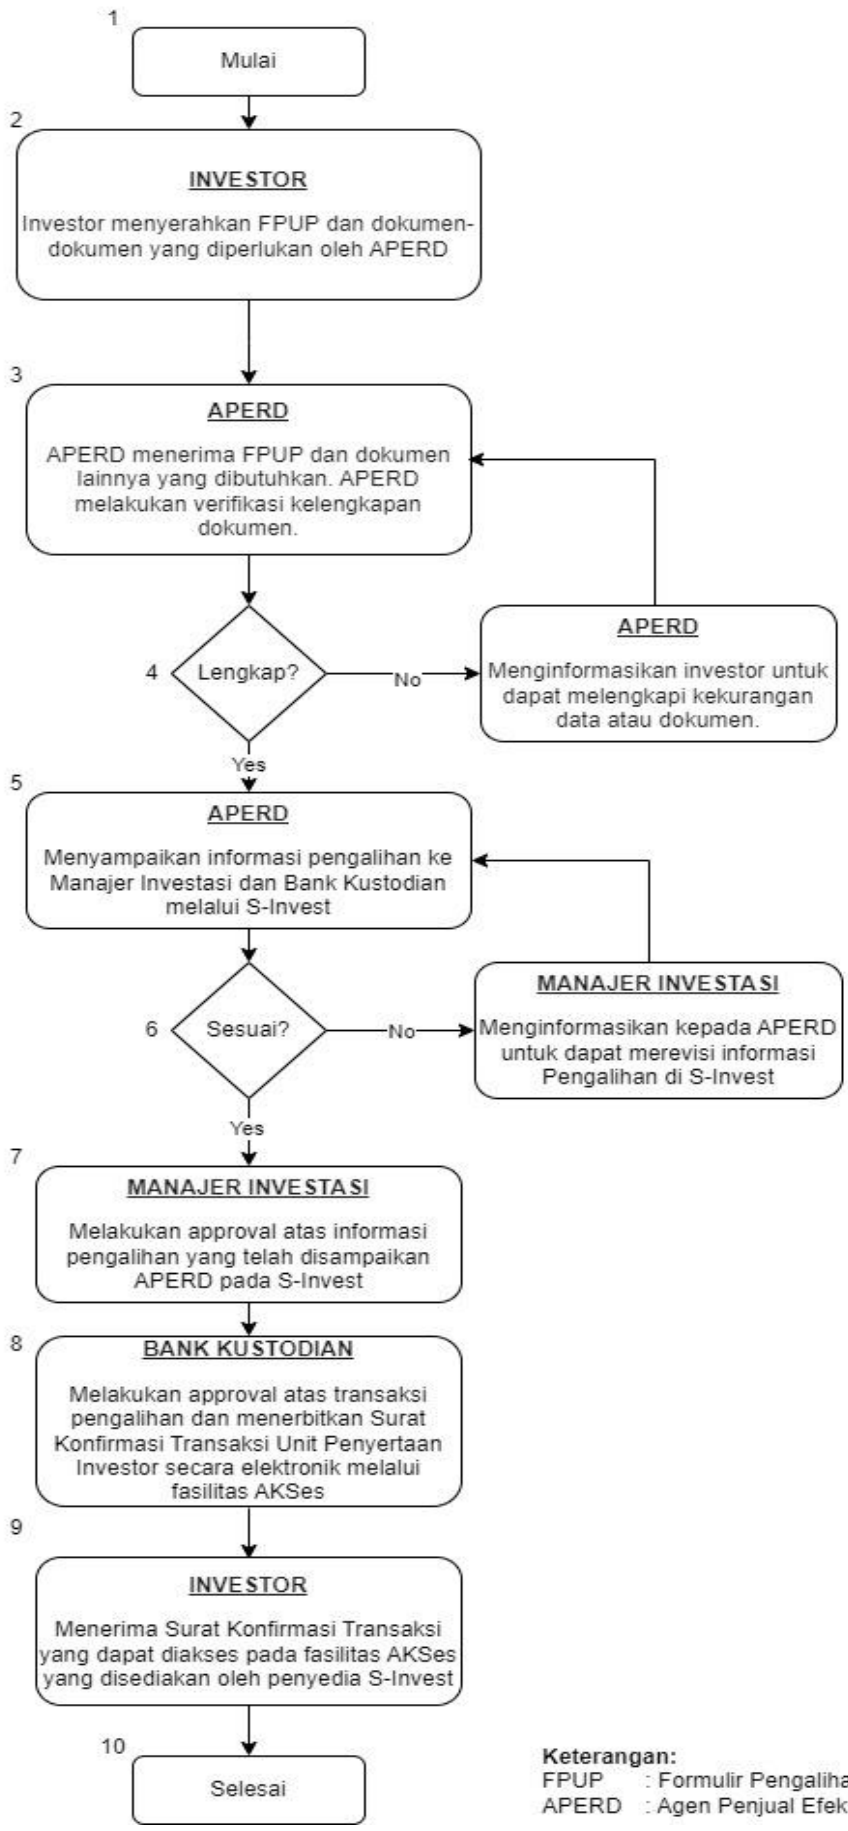 1
Mulai
2
INVESTOR
Investor menyerahkan FPUP dan dokumen-
dokumen yang diperlukan oleh APERD
3
APERD
APERD menerima FPUP dan dokumen
lainnya yang dibutuhkan. APERD
melakukan verifikasi kelengkapan
dokumen.
4
Lengkap?
No
APERD
Menginformasikan investor untuk
dapat melengkapi kekurangan
data atau dokumen.
Yes
5
APERD
Menyampaikan informasi pengalihan ke
Manajer Investasi dan Bank Kustodian
melalui S-Invest
6
Sesuai?
No
MANAJER INVESTASI
Menginformasikan kepada APERD
untuk dapat merevisi informasi
Pengalihan di S-Invest
Yes
7
MANAJER INVESTASI
Melakukan approval atas informasi
pengalihan yang telah disampaikan
APERD pada S-Invest
8
BANK KUSTODIAN
Melakukan approval atas transaksi
pengalihan dan menerbitkan Surat
Konfirmasi Transaksi Unit Penyertaan
Investor secara elektronik melalui
fasilitas AKSes
9
INVESTOR
Menerima Surat Konfirmasi Transaksi
yang dapat diakses pada fasilitas AKSes
yang disediakan oleh penyedia S-Invest
10
Selesai
Keterangan:
FPUP : Formulir Pengaliha
APERD : Agen Penjual Efek